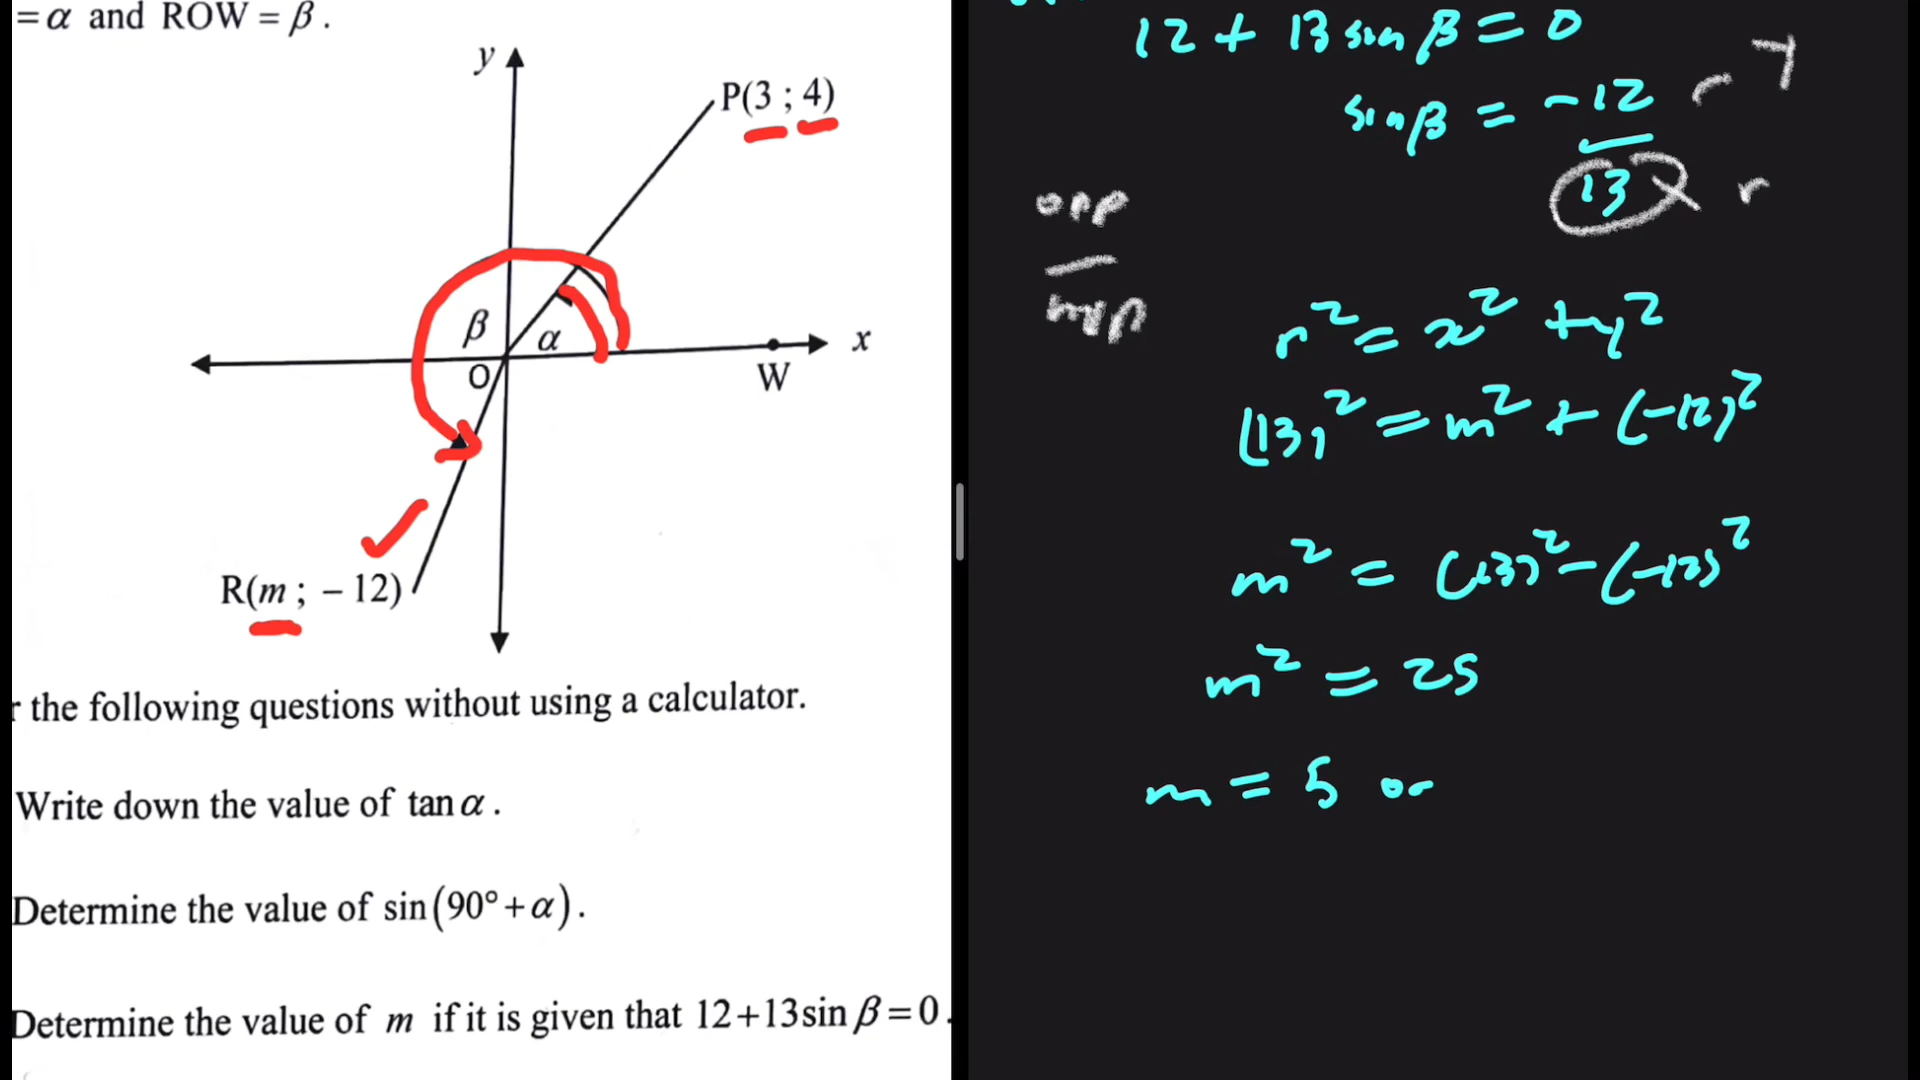 = α and ROW = β .
y
P(3 ; 4)
β
α
x
O
W
R(m ; – 12)
r the following questions without using a calculator.
Write down the value of tan α .
Determine the value of sin(90° + α) .
Determine the value of m if it is given that 12+13sin β = 0 .
12 + 13 sin β = 0
sin β = -12
13
r
opp
hyp
r² = x² + y²
(13)² = m² + (-12)²
m² = (13)² - (-12)²
m² = 25
m = 5 or